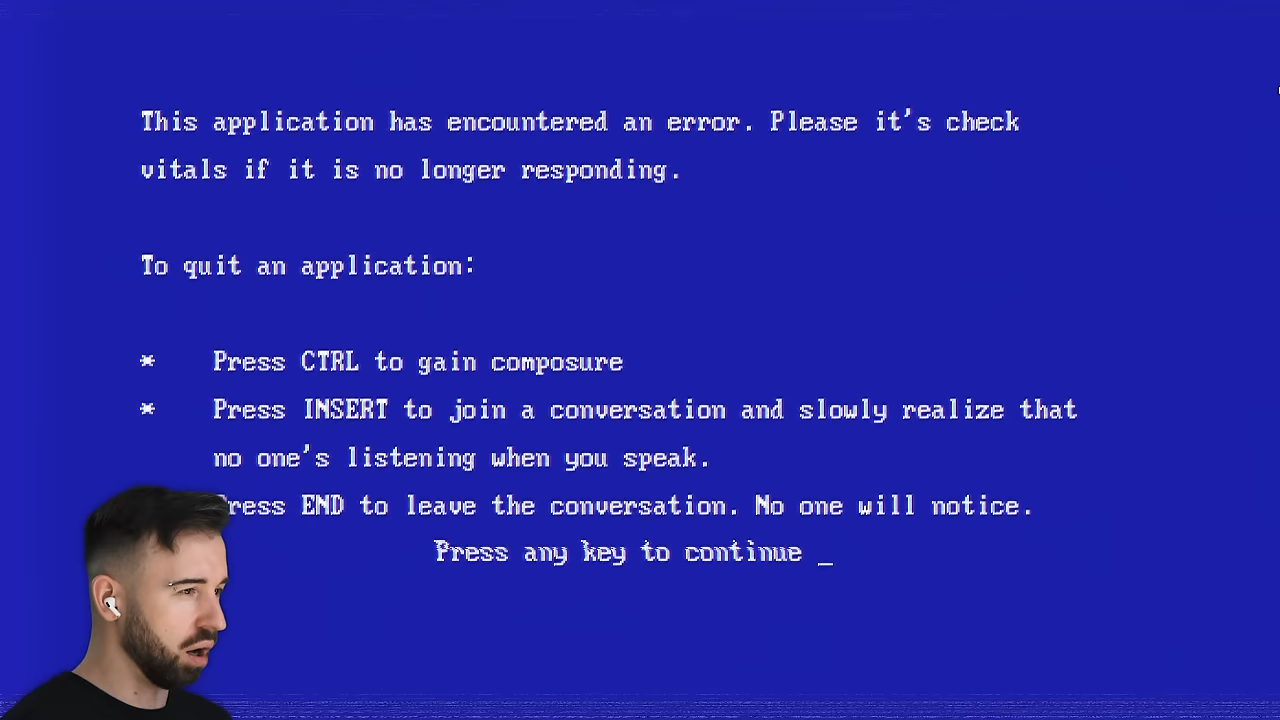 This application has encountered an error. Please it's check
vitals if it is no longer responding.
To quit an application:
* Press CTRL to gain composure
* Press INSERT to join a conversation and slowly realize that
no one's listening when you speak.
Press END to leave the conversation. No one will notice.
Press any key to continue _